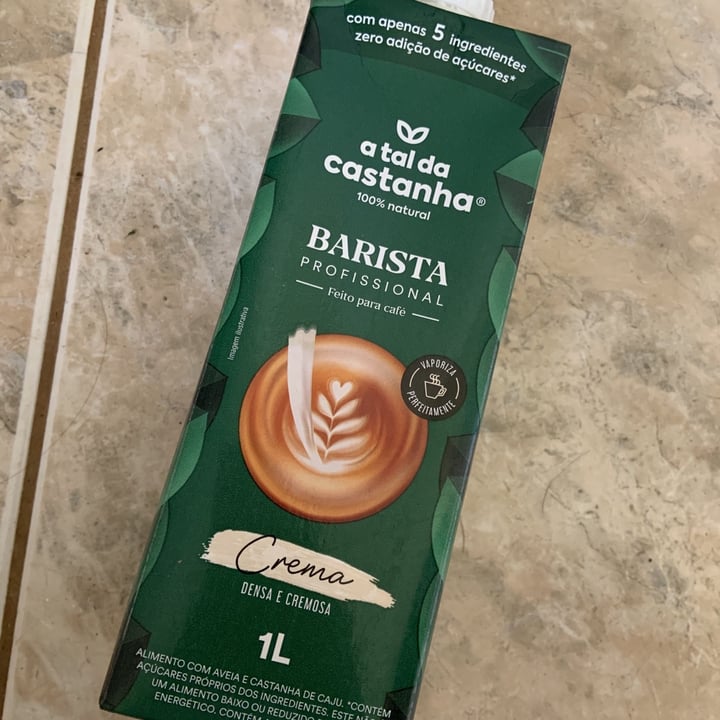 com apenas 5 ingredientes
zero adição de açúcares*
a tal da
castanha®
100% natural
BARISTA
PROFISSIONAL
Feito para café
Imagem ilustrativa
VAPORIZA
PERFEITAMENTE
Crema
DENSA E CREMOSA
1L
ALIMENTO COM AVEIA E CASTANHA DE CAJU. *CONTÉM
AÇÚCARES PRÓPRIOS DOS INGREDIENTES. ESTE NÃO
UM ALIMENTO BAIXO OU REDUZIDO
ENERGÉTICO. CONTÉM